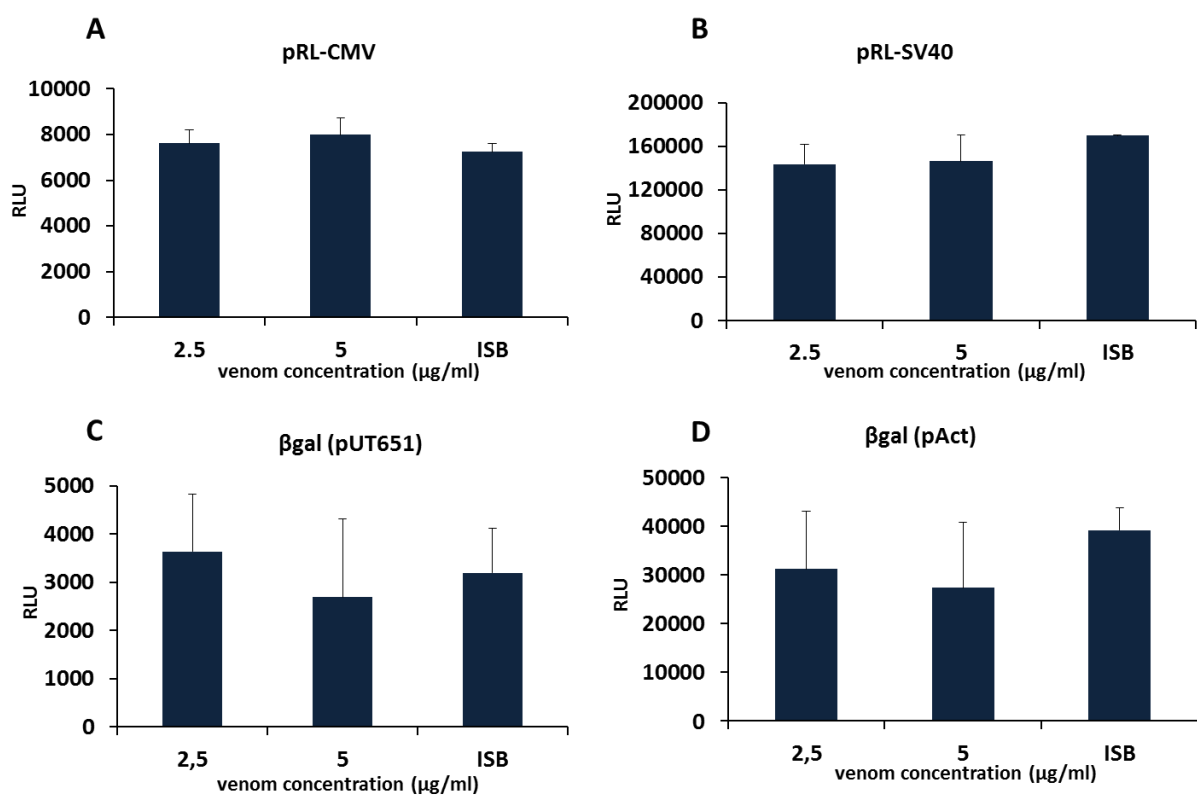 A
pRL-CMV
10000
8000
6000
4000
2000
0
RLU
2.5 5 ISB
venom concentration (µg/ml)
B
pRL-SV40
200000
160000
120000
80000
40000
0
RLU
2.5 5 ISB
venom concentration (µg/ml)
C
βgal (pUT651)
5000
4000
3000
2000
1000
0
RLU
2,5 5 ISB
venom concentration (µg/ml)
D
βgal (pAct)
50000
40000
30000
20000
10000
0
RLU
2,5 5 ISB
venom concentration (µg/ml)